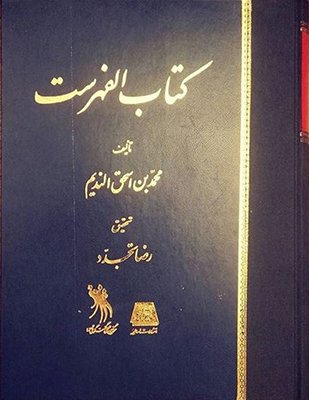 كتاب الفهرست
تأليف
محمد بن اسحق النديم
تحقيق
رضا تجدد